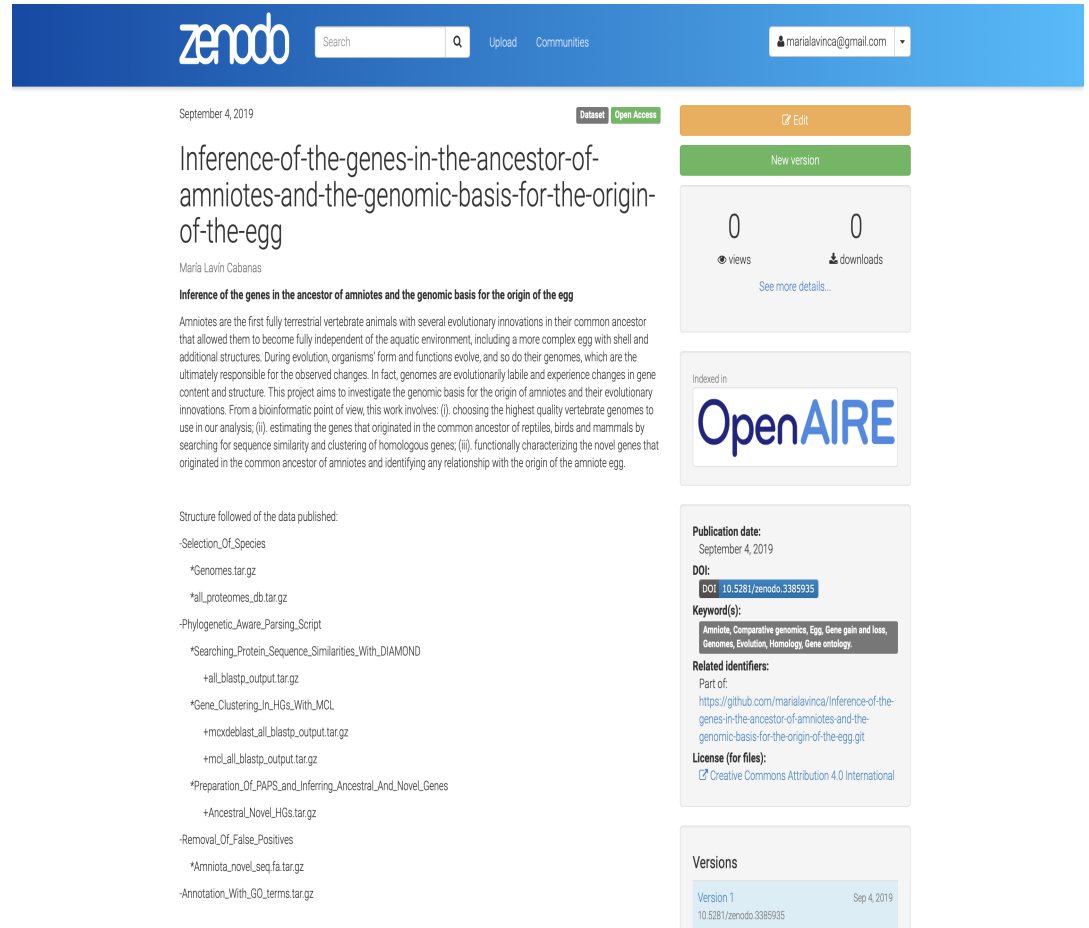 zenodo
Search
Upload
Communities
marialavinca@gmail.com
September 4, 2019
Dataset
Open Access
Inference-of-the-genes-in-the-ancestor-of-
amniotes-and-the-genomic-basis-for-the-origin-
of-the-egg
María Lavín Cabanas
Inference of the genes in the ancestor of amniotes and the genomic basis for the origin of the egg
Amniotes are the first fully terrestrial vertebrate animals with several evolutionary innovations in their common ancestor
that allowed them to become fully independent of the aquatic environment, including a more complex egg with shell and
additional structures. During evolution, organisms' form and functions evolve, and so do their genomes, which are the
ultimately responsible for the observed changes. In fact, genomes are evolutionarily labile and experience changes in gene
content and structure. This project aims to investigate the genomic basis for the origin of amniotes and their evolutionary
innovations. From a bioinformatic point of view, this work involves: (i). choosing the highest quality vertebrate genomes to
use in our analysis; (ii). estimating the genes that originated in the common ancestor of reptiles, birds and mammals by
searching for sequence similarity and clustering of homologous genes; (iii). functionally characterizing the novel genes that
originated in the common ancestor of amniotes and identifying any relationship with the origin of the amniote egg.
Structure followed of the data published:
-Selection_Of_Species
*Genomes.tar.gz
*all_proteomes_db.tar.gz
-Phylogenetic_Aware_Parsing_Script
*Searching_Protein_Sequence_Similarities_With_DIAMOND
+all_blastp_output.tar.gz
*Gene_Clustering_In_HGs_With_MCL
+mcxdeblast_all_blastp_output.tar.gz
+mcl_all_blastp_output.tar.gz
*Preparation_Of_PAPS_and_Inferring_Ancestral_And_Novel_Genes
+Ancestral_Novel_HGs.tar.gz
-Removal_Of_False_Positives
*Amniota_novel_seq.fa.tar.gz
-Annotation_With_GO_terms.tar.gz
Edit
New version
0
views
0
downloads
See more details...
Indexed in
OpenAIRE
Publication date:
September 4, 2019
DOI:
DOI 10.5281/zenodo.3385935
Keyword(s):
Amniote, Comparative genomics, Egg, Gene gain and loss,
Genomes, Evolution, Homology, Gene ontology.
Related identifiers:
Part of:
https://github.com/marialavinca/Inference-of-the-
genes-in-the-ancestor-of-amniotes-and-the-
genomic-basis-for-the-origin-of-the-egg.git
License (for files):
Creative Commons Attribution 4.0 International
Versions
Version 1
Sep 4, 2019
10.5281/zenodo.3385935